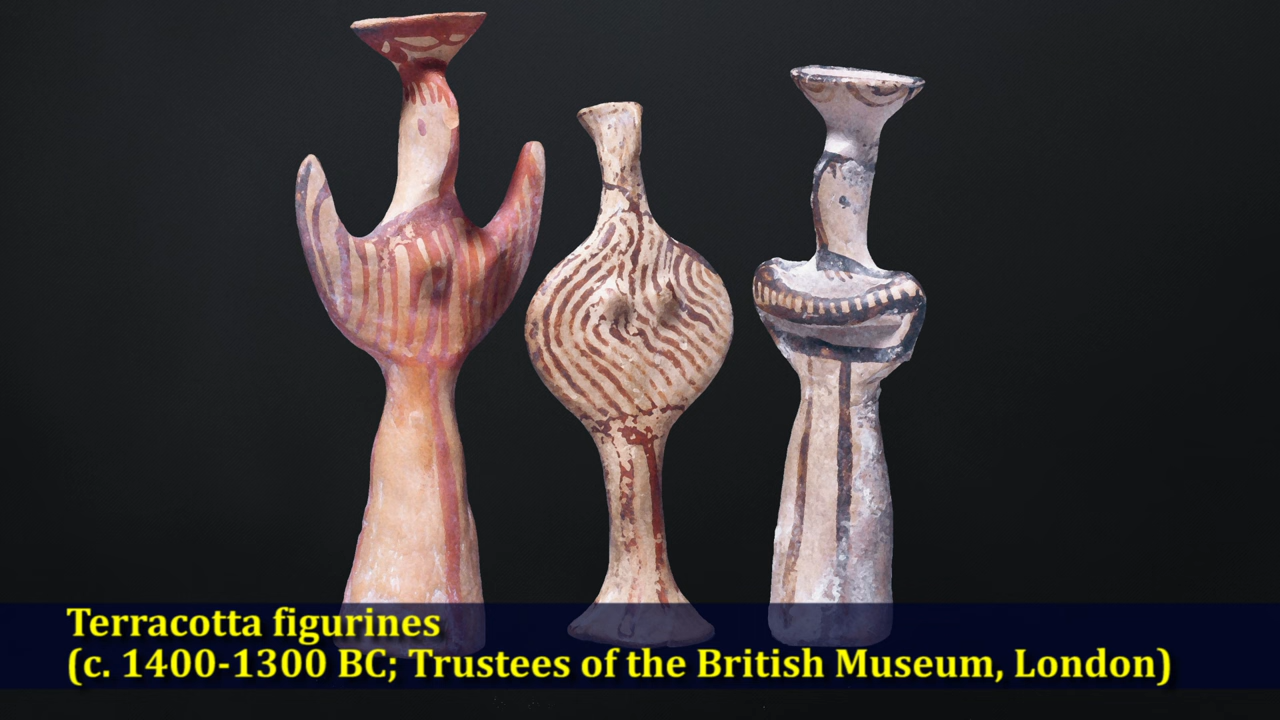 Terracotta figurines
(c. 1400-1300 BC; Trustees of the British Museum, London)